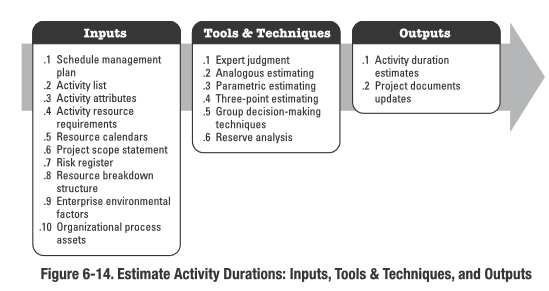 Inputs
.1 Schedule management
plan
.2 Activity list
.3 Activity attributes
.4 Activity resource
requirements
.5 Resource calendars
.6 Project scope statement
.7 Risk register
.8 Resource breakdown
structure
.9 Enterprise environmental
factors
.10 Organizational process
assets
Tools & Techniques
.1 Expert judgment
.2 Analogous estimating
.3 Parametric estimating
.4 Three-point estimating
.5 Group decision-making
techniques
.6 Reserve analysis
Outputs
.1 Activity duration
estimates
.2 Project documents
updates
Figure 6-14. Estimate Activity Durations: Inputs, Tools & Techniques, and Outputs